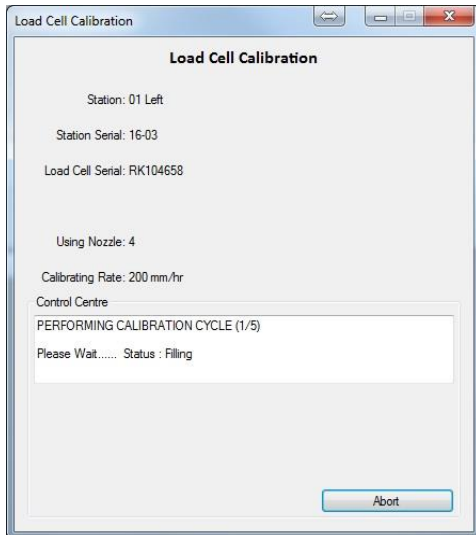 Load Cell Calibration
Load Cell Calibration
Station: 01 Left
Station Serial: 16-03
Load Cell Serial: RK104658
Using Nozzle: 4
Calibrating Rate: 200 mm/hr
Control Centre
PERFORMING CALIBRATION CYCLE (1/5)
Please Wait...... Status : Filling
Abort